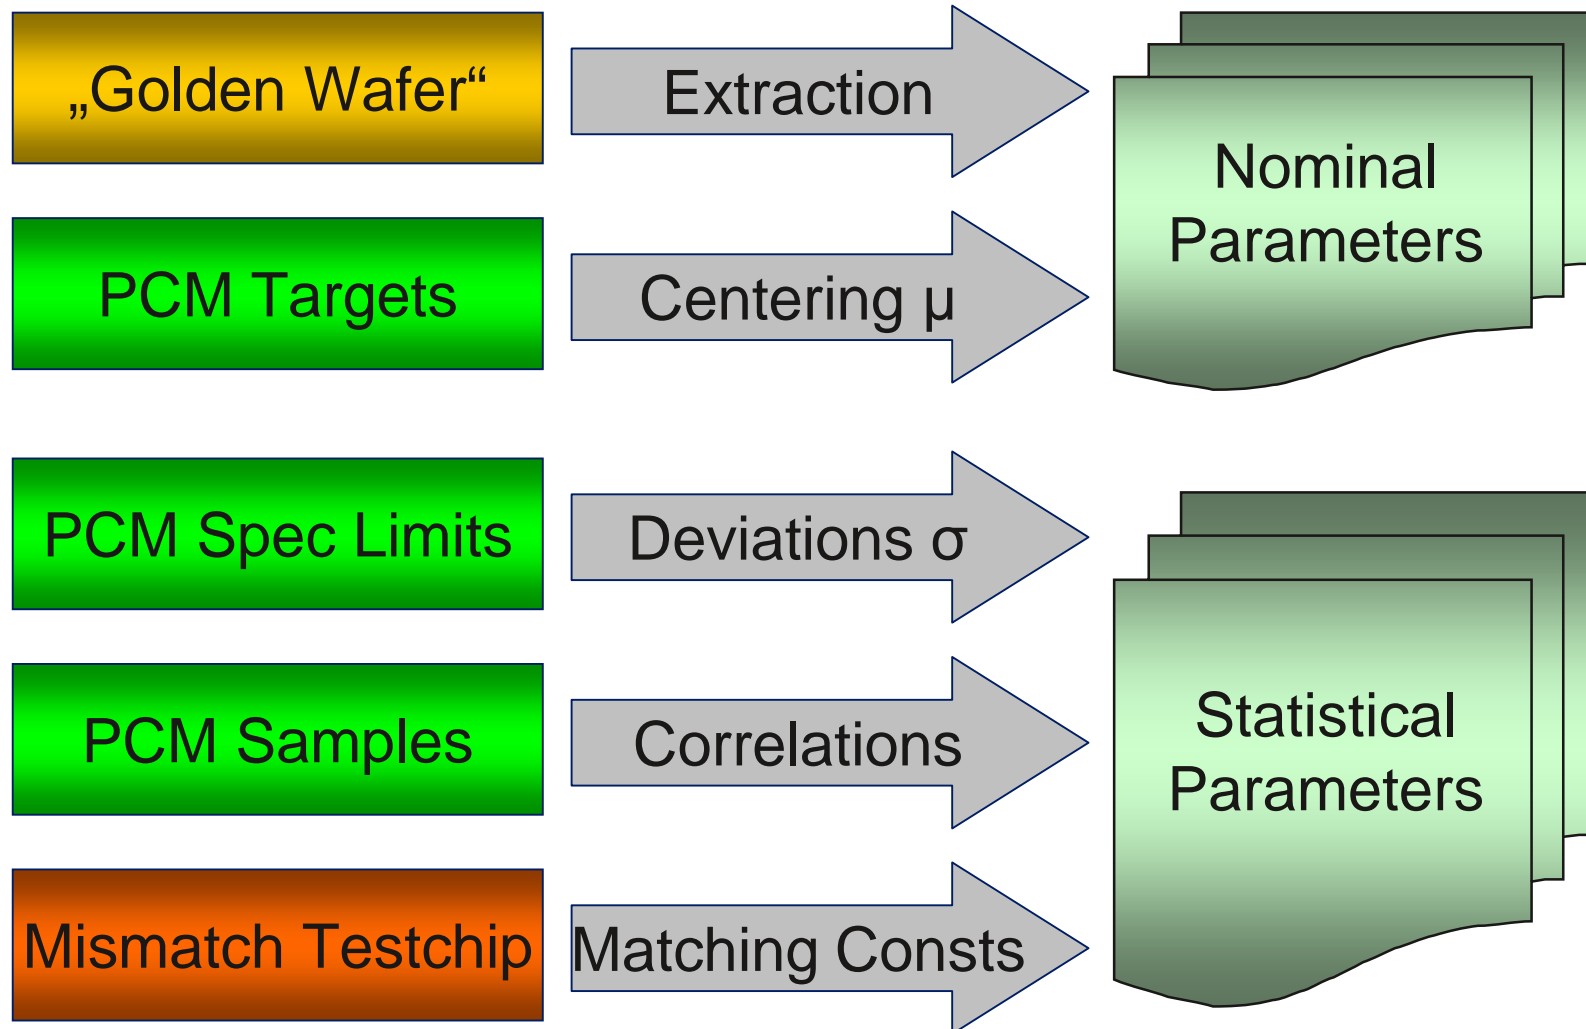 „Golden Wafer“
Extraction
PCM Targets
Centering μ
Nominal
Parameters
PCM Spec Limits
Deviations σ
PCM Samples
Correlations
Mismatch Testchip
Matching Consts
Statistical
Parameters